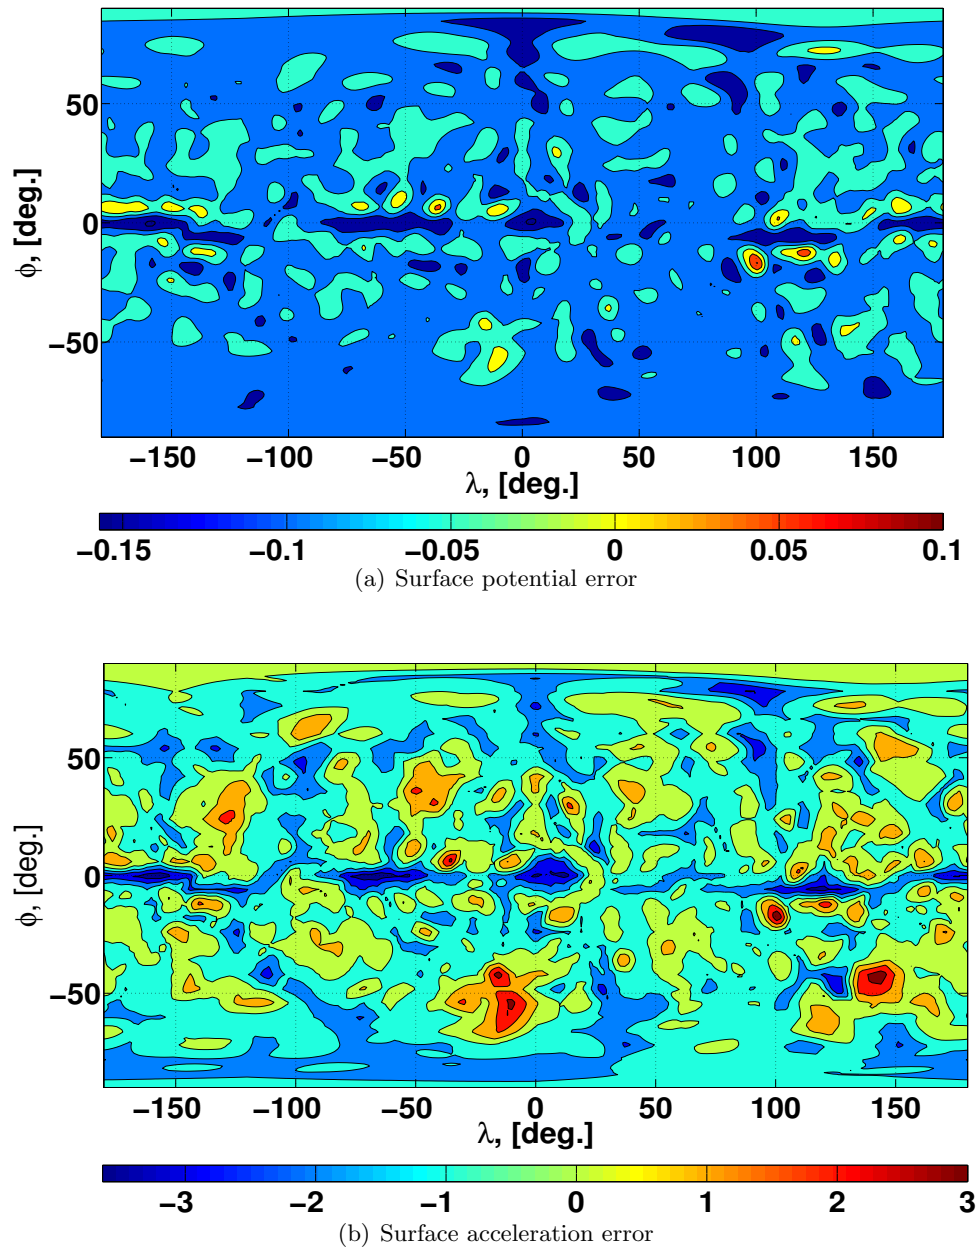 50
0
−50
ϕ, [deg.]
−150 −100 −50 0 50 100 150
λ, [deg.]
−0.15 −0.1 −0.05 0 0.05 0.1
(a) Surface potential error
50
0
−50
ϕ, [deg.]
−150 −100 −50 0 50 100 150
λ, [deg.]
−3 −2 −1 0 1 2 3
(b) Surface acceleration error